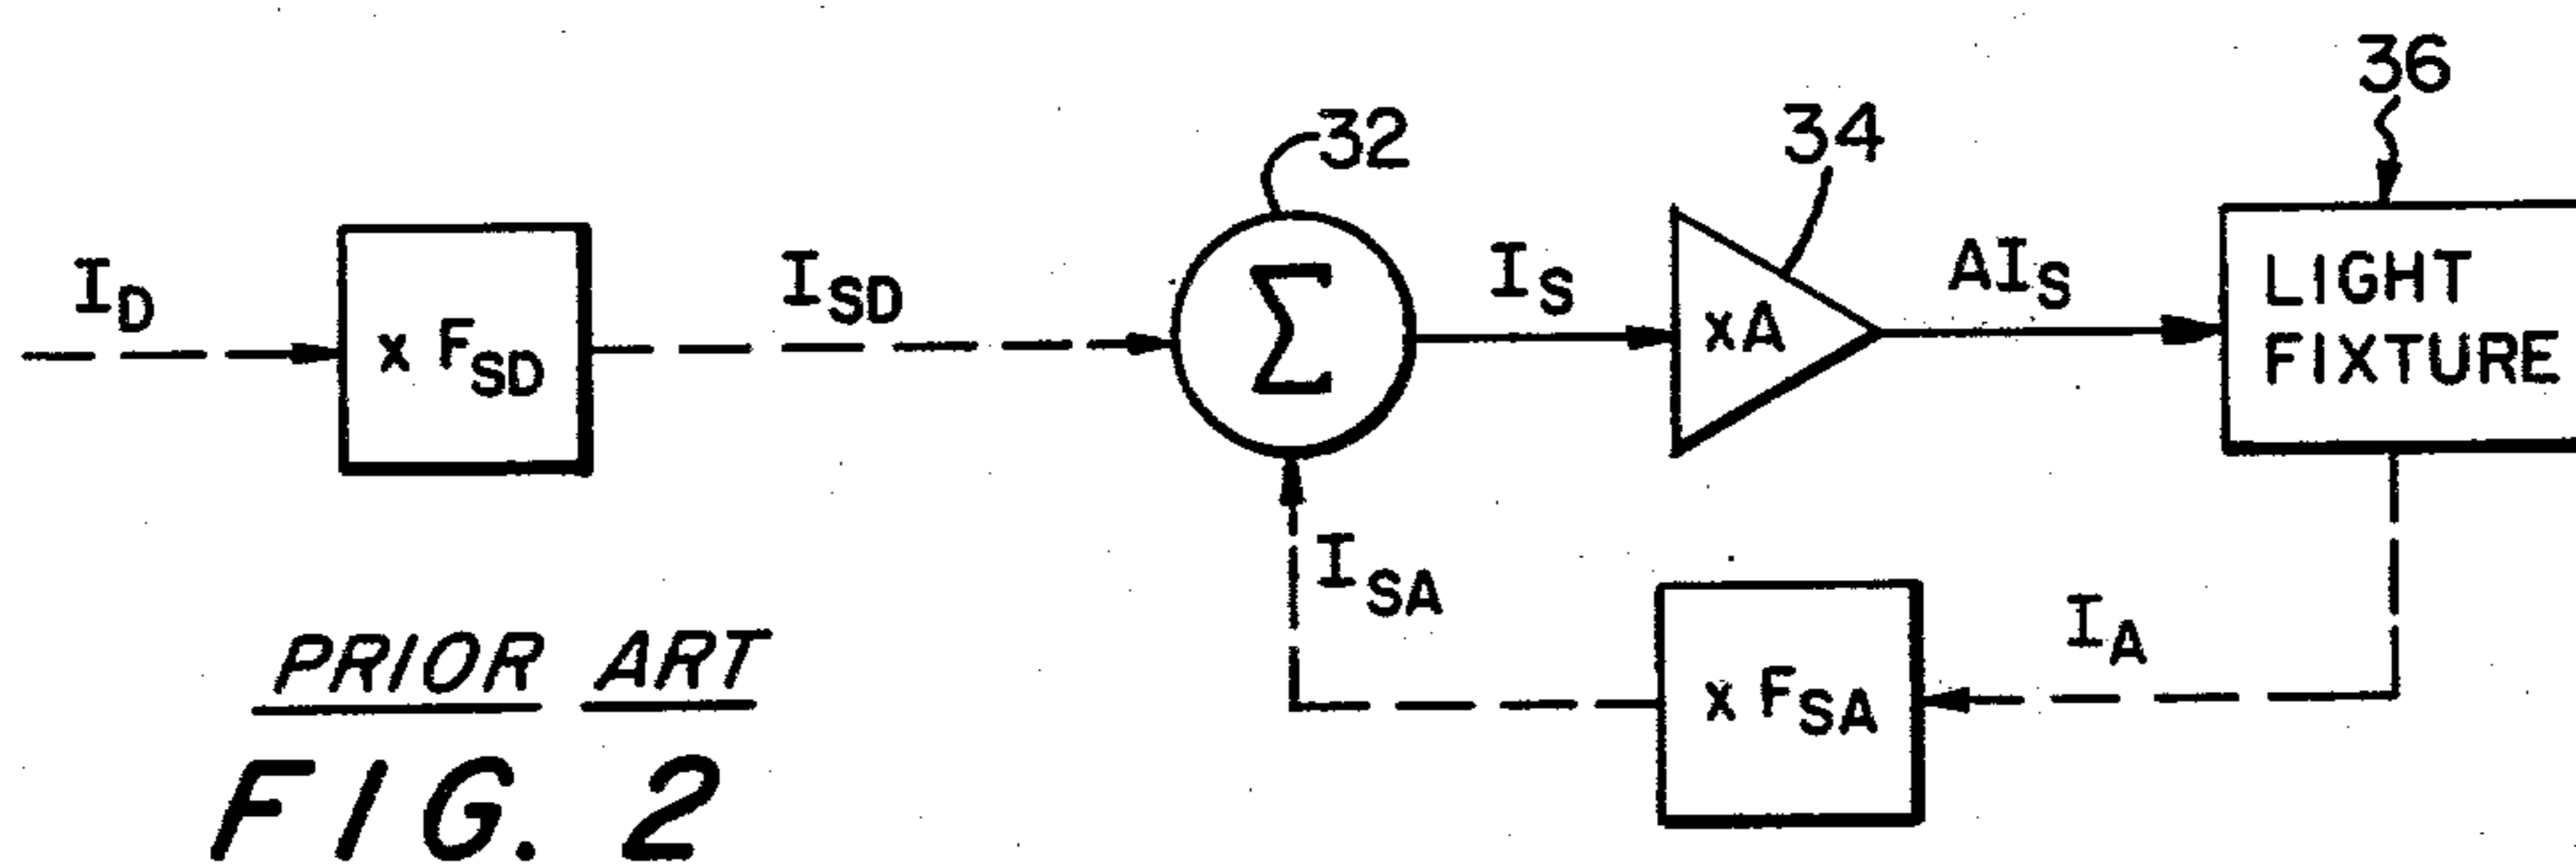 36
32
34
I_D
x F_SD
I_SD
Σ
I_S
xA
AI_S
LIGHT
FIXTURE
I_SA
x F_SA
I_A
PRIOR ART
FIG. 2